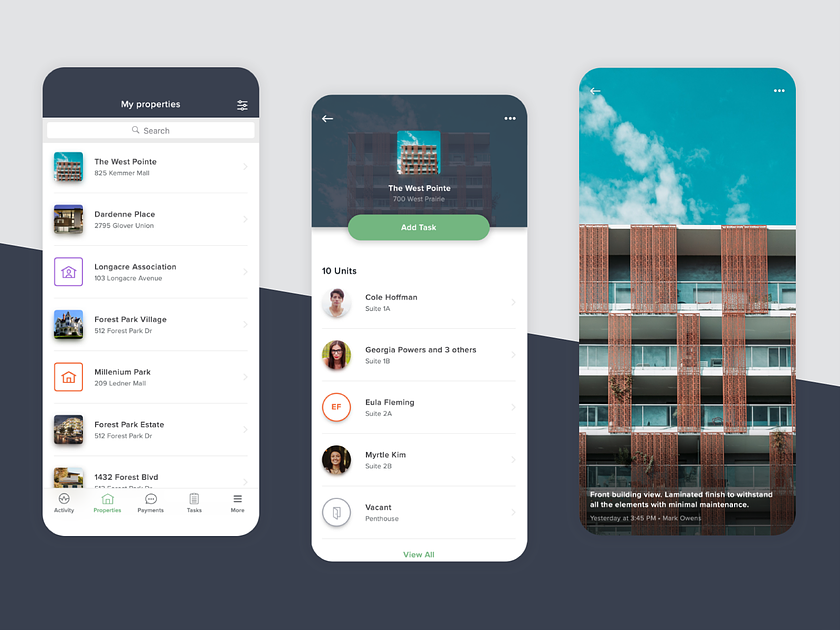 My properties
Search
The West Pointe
825 Kemmer Mall
Dardenne Place
2795 Glover Union
Longacre Association
103 Longacre Avenue
Forest Park Village
512 Forest Park Dr
Millenium Park
209 Ledner Mall
Forest Park Estate
512 Forest Park Dr
1432 Forest Blvd
512 Forest Park Dr
Activity
Properties
Payments
Tasks
More
The West Pointe
700 West Prairie
Add Task
10 Units
Cole Hoffman
Suite 1A
Georgia Powers and 3 others
Suite 1B
EF
Eula Fleming
Suite 2A
Myrtle Kim
Suite 2B
Vacant
Penthouse
View All
Front building view. Laminated finish to withstand
all the elements with minimal maintenance.
Yesterday at 3:45 PM • Mark Owens